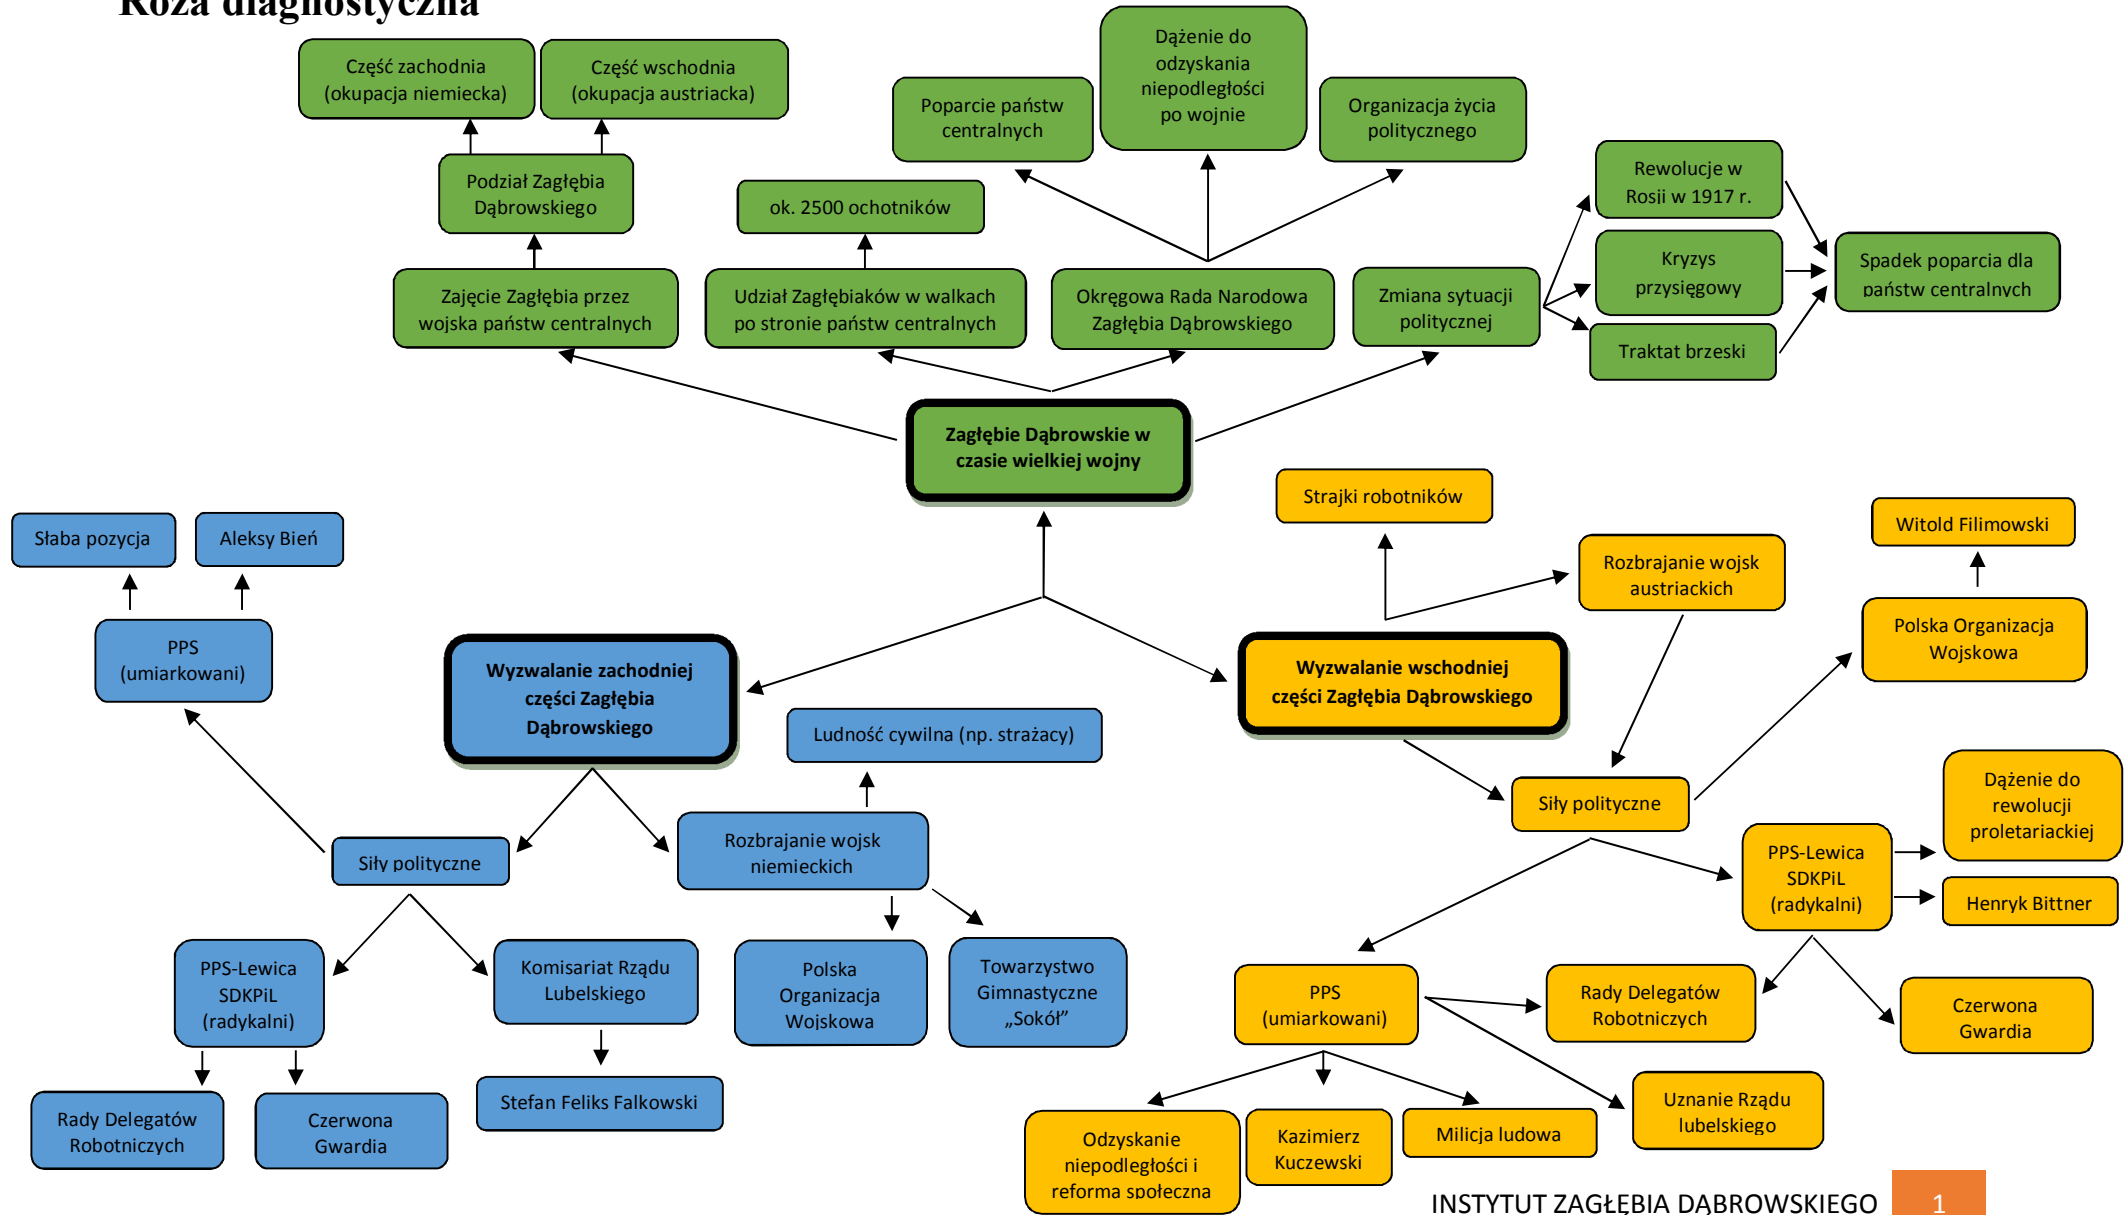 Róża diagnostyczna
Część zachodnia
(okupacja niemiecka)
Część wschodnia
(okupacja austriacka)
Podział Zagłębia
Dąbrowskiego
Zajęcie Zagłębia przez
wojska państw centralnych
ok. 2500 ochotników
Udział Zagłębiaków w walkach
po stronie państw centralnych
Poparcie państw
centralnych
Dążenie do
odzyskania
niepodległości
po wojnie
Organizacja życia
politycznego
Okręgowa Rada Narodowa
Zagłębia Dąbrowskiego
Zmiana sytuacji
politycznej
Rewolucje w
Rosji w 1917 r.
Kryzys
przysięgowy
Traktat brzeski
Spadek poparcia dla
państw centralnych
Zagłębie Dąbrowskie w
czasie wielkiej wojny
Słaba pozycja
Aleksy Bień
PPS
(umiarkowani)
Wyzwalanie zachodniej
części Zagłębia
Dąbrowskiego
Ludność cywilna (np. strażacy)
Siły polityczne
Rozbrajanie wojsk
niemieckich
PPS-Lewica
SDKPiL
(radykalni)
Komisariat Rządu
Lubelskiego
Polska
Organizacja
Wojskowa
Towarzystwo
Gimnastyczne
„Sokół”
Rady Delegatów
Robotniczych
Czerwona
Gwardia
Stefan Feliks Falkowski
Strajki robotników
Rozbrajanie wojsk
austriackich
Witold Filimowski
Polska Organizacja
Wojskowa
Wyzwalanie wschodniej
części Zagłębia Dąbrowskiego
Siły polityczne
Dążenie do
rewolucji
proletariackiej
PPS-Lewica
SDKPiL
(radykalni)
Henryk Bittner
PPS
(umiarkowani)
Rady Delegatów
Robotniczych
Czerwona
Gwardia
Uznanie Rządu
lubelskiego
Odzyskanie
niepodległości i
reforma społeczna
Kazimierz
Kuczewski
Milicja ludowa
INSTYTUT ZAGŁĘBIA DĄBROWSKIEGO 1